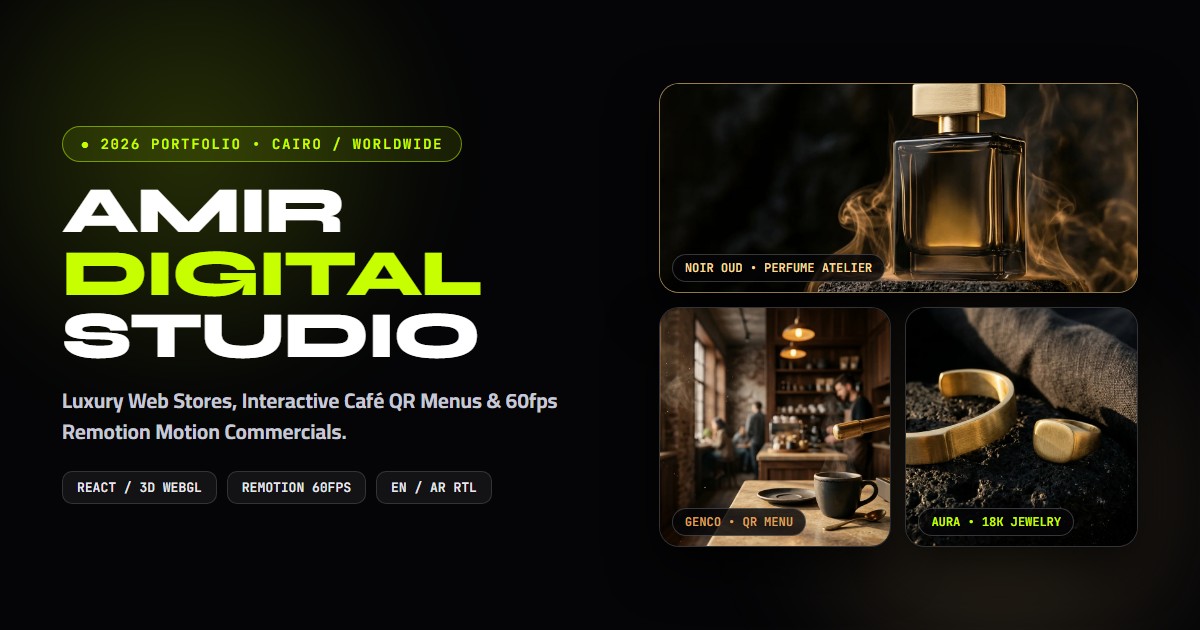 ● 2026 PORTFOLIO • CAIRO / WORLDWIDE
AMIR
DIGITAL
STUDIO
Luxury Web Stores, Interactive Café QR Menus & 60fps
Remotion Motion Commercials.
REACT / 3D WEBGL
REMOTION 60FPS
EN / AR RTL
NOIR OUD • PERFUME ATELIER
GENCO • QR MENU
AURA • 18K JEWELRY